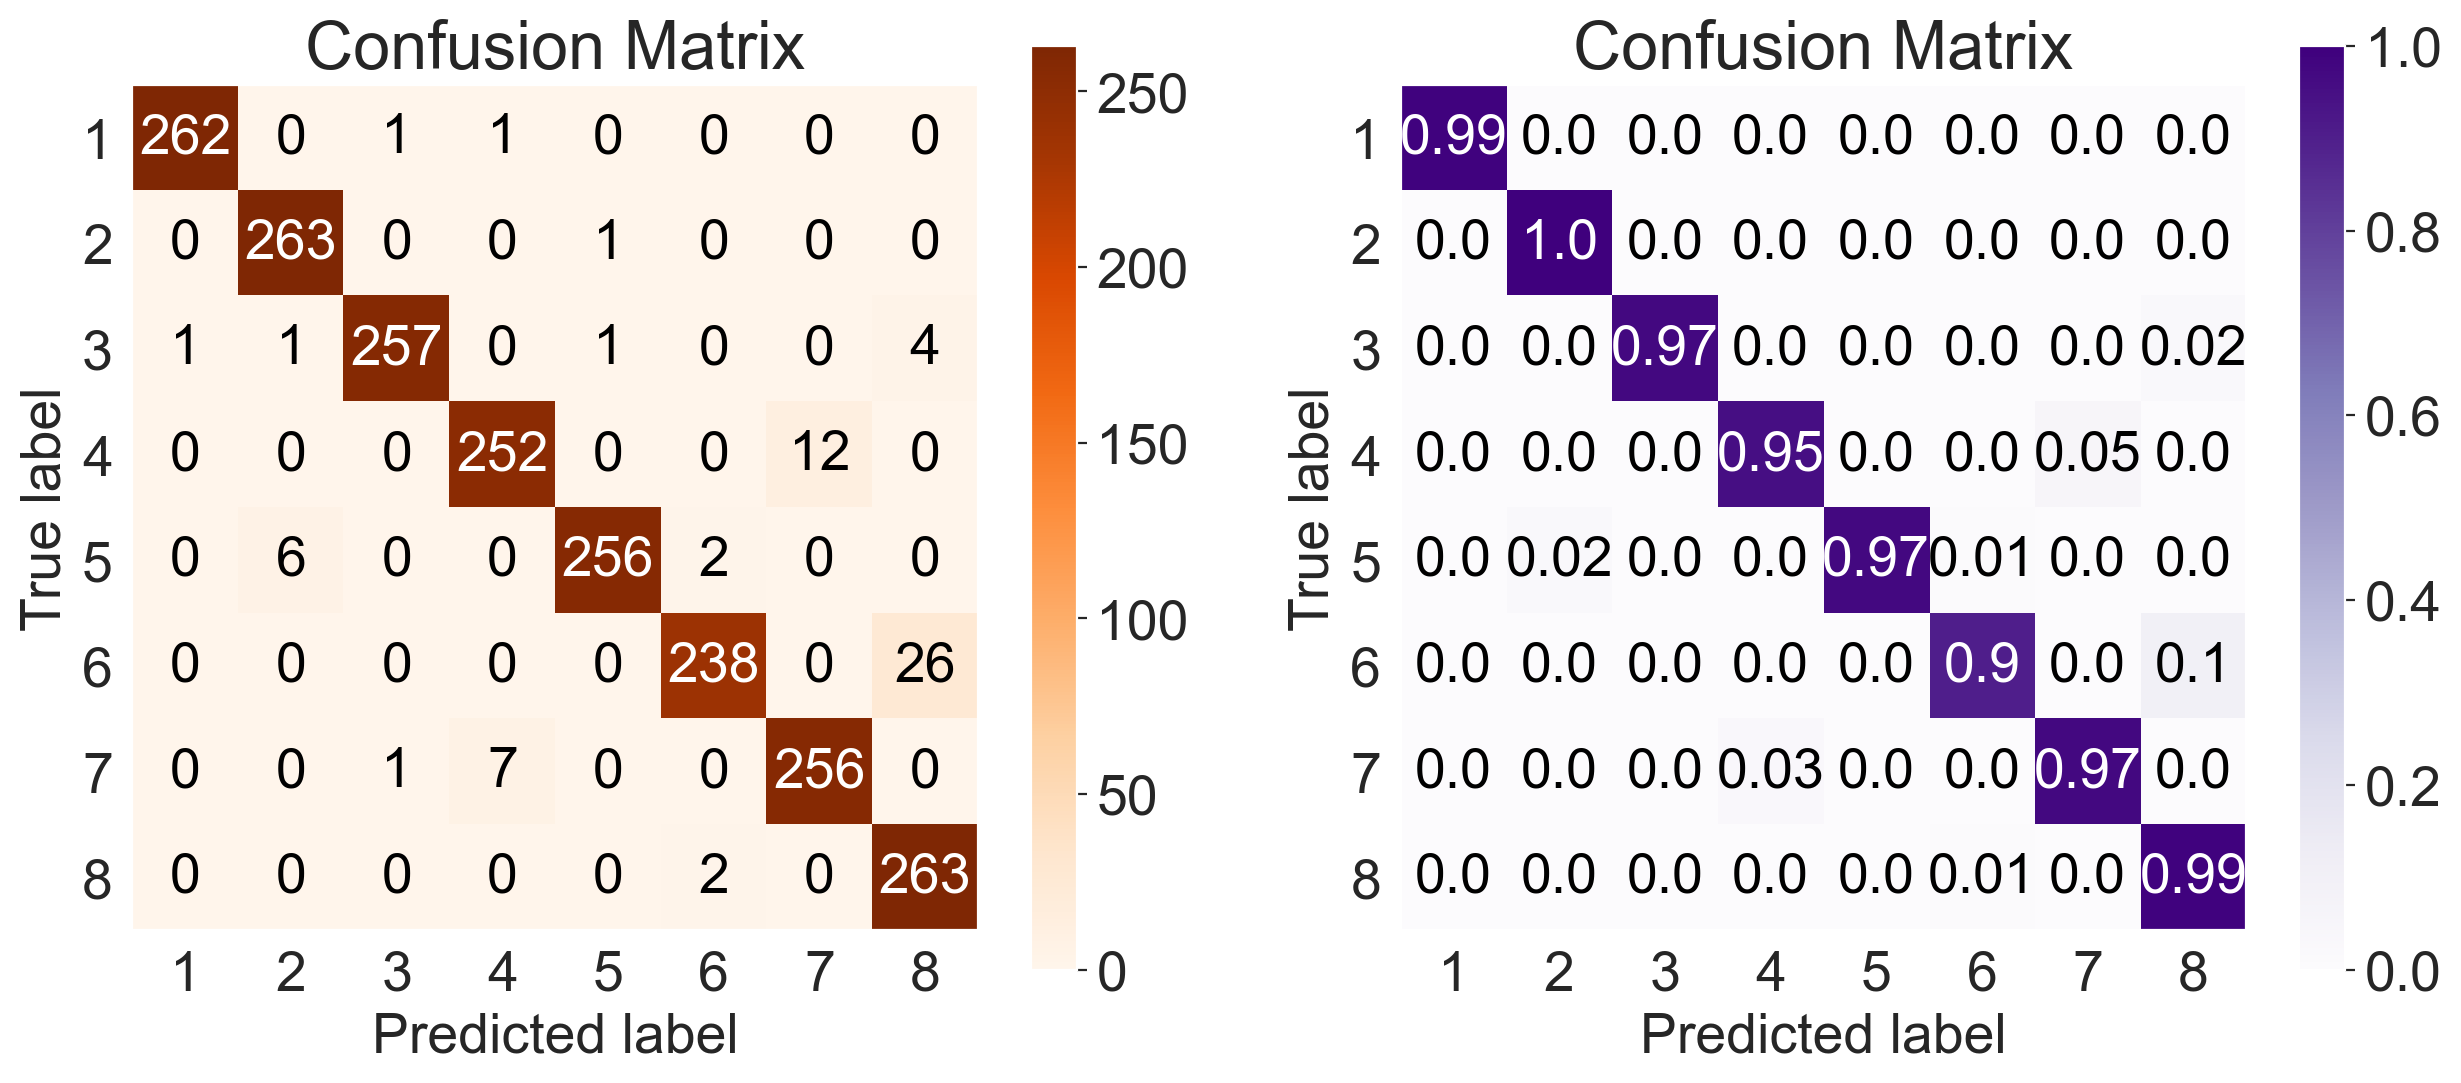 Confusion Matrix
1 262 0 1 1 0 0 0 0
2 0 263 0 0 1 0 0 0
3 1 1 257 0 1 0 0 4
4 0 0 0 252 0 0 12 0
5 0 6 0 0 256 2 0 0
6 0 0 0 0 0 238 0 26
7 0 0 1 7 0 0 256 0
8 0 0 0 0 0 2 0 263
1 2 3 4 5 6 7 8
True label
Predicted label
250
200
150
100
50
0
Confusion Matrix
1 0.99 0.0 0.0 0.0 0.0 0.0 0.0 0.0
2 0.0 1.0 0.0 0.0 0.0 0.0 0.0 0.0
3 0.0 0.0 0.97 0.0 0.0 0.0 0.0 0.02
4 0.0 0.0 0.0 0.95 0.0 0.0 0.05 0.0
5 0.0 0.02 0.0 0.0 0.97 0.01 0.0 0.0
6 0.0 0.0 0.0 0.0 0.0 0.9 0.0 0.1
7 0.0 0.0 0.0 0.03 0.0 0.0 0.97 0.0
8 0.0 0.0 0.0 0.0 0.0 0.01 0.0 0.99
1 2 3 4 5 6 7 8
True label
Predicted label
1.0
0.8
0.6
0.4
0.2
0.0